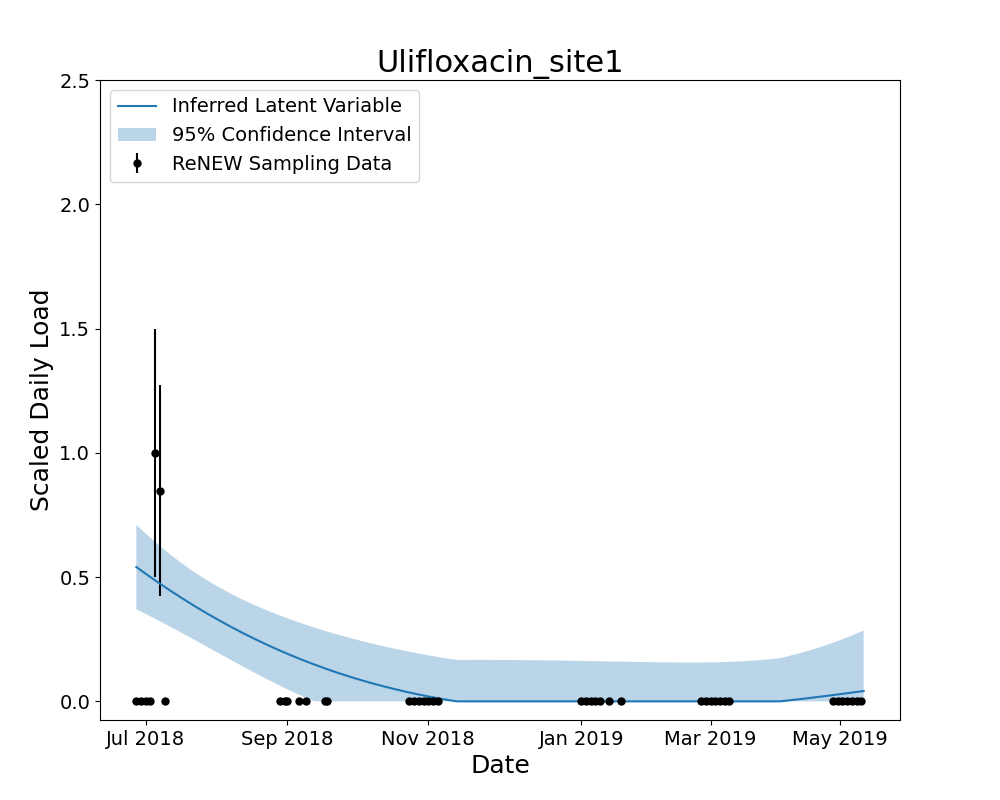 Ulifloxacin_site1
2.5
2.0
1.5
1.0
0.5
0.0
Scaled Daily Load
Inferred Latent Variable
95% Confidence Interval
ReNEW Sampling Data
Jul 2018 Sep 2018 Nov 2018 Jan 2019 Mar 2019 May 2019
Date